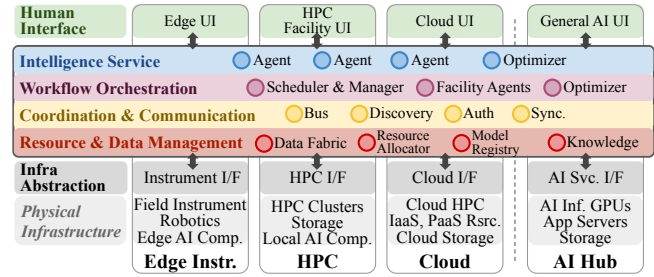 Human
Interface
Edge UI
HPC
Facility UI
Cloud UI
General AI UI
Intelligence Service
Agent
Agent
Agent
Optimizer
Workflow Orchestration
Scheduler & Manager
Facility Agents
Optimizer
Coordination & Communication
Bus
Discovery
Auth
Sync.
Resource & Data Management
Data Fabric
Resource
Allocator
Model
Registry
Knowledge
Infra
Abstraction
Instrument I/F
HPC I/F
Cloud I/F
AI Svc. I/F
Physical
Infrastructure
Field Instrument
Robotics
Edge AI Comp.
HPC Clusters
Storage
Local AI Comp.
Cloud HPC
IaaS, PaaS Rsrc.
Cloud Storage
AI Inf. GPUs
App Servers
Storage
Edge Instr.
HPC
Cloud
AI Hub